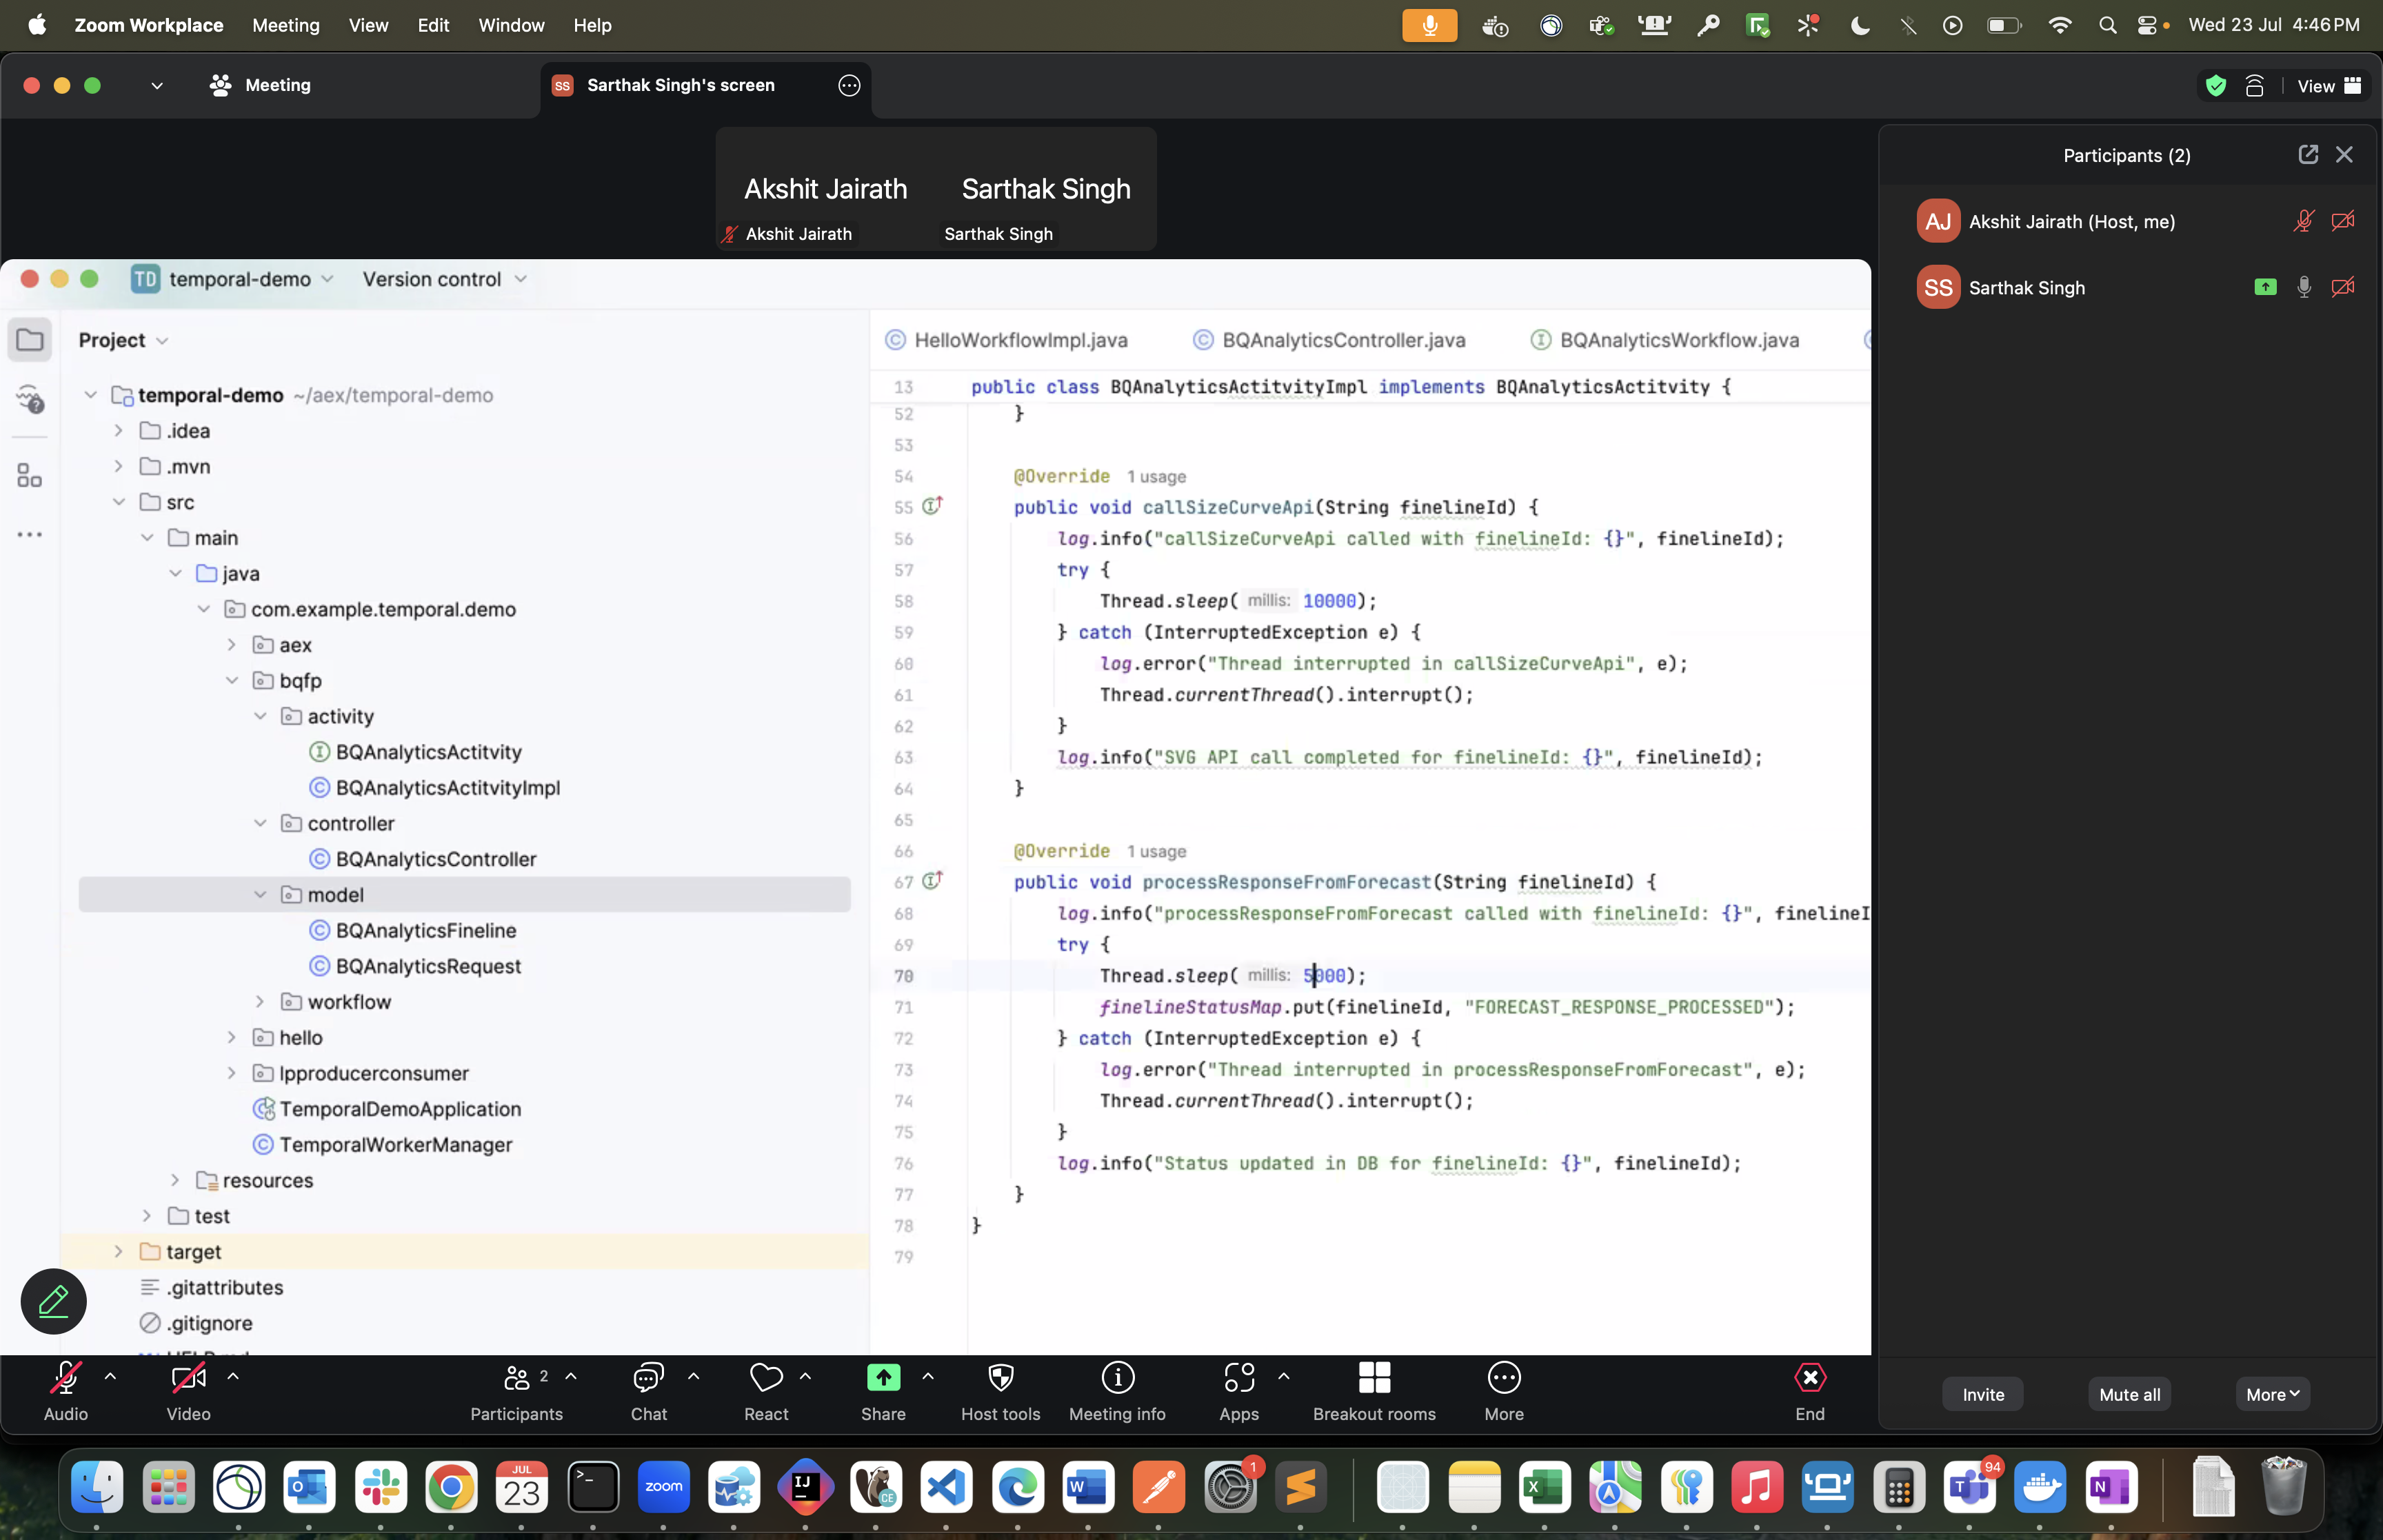 Zoom Workplace Meeting View Edit Window Help
Wed 23 Jul 4:46 PM
Meeting
SS Sarthak Singh's screen
View
Akshit Jairath Sarthak Singh
Akshit Jairath Sarthak Singh
Participants (2)
AJ Akshit Jairath (Host, me)
SS Sarthak Singh
TD temporal-demo Version control
Project
temporal-demo ~/aex/temporal-demo
.idea
.mvn
src
main
java
com.example.temporal.demo
aex
bqfp
activity
BQAnalyticsActitvity
BQAnalyticsActitvityImpl
controller
BQAnalyticsController
model
BQAnalyticsFineline
BQAnalyticsRequest
workflow
hello
lpproducerconsumer
TemporalDemoApplication
TemporalWorkerManager
resources
test
target
.gitattributes
.gitignore
HelloWorkflowImpl.java BQAnalyticsController.java BQAnalyticsWorkflow.java
13 public class BQAnalyticsActitvityImpl implements BQAnalyticsActitvity {
52 }
53
54 @Override 1 usage
55 public void callSizeCurveApi(String finelineId) {
56 log.info("callSizeCurveApi called with finelineId: {}", finelineId);
57 try {
58 Thread.sleep( millis: 10000);
59 } catch (InterruptedException e) {
60 log.error("Thread interrupted in callSizeCurveApi", e);
61 Thread.currentThread().interrupt();
62 }
63 log.info("SVG API call completed for finelineId: {}", finelineId);
64 }
65
66 @Override 1 usage
67 public void processResponseFromForecast(String finelineId) {
68 log.info("processResponseFromForecast called with finelineId: {}", finelineI
69 try {
70 Thread.sleep( millis: 5000);
71 finelineStatusMap.put(finelineId, "FORECAST_RESPONSE_PROCESSED");
72 } catch (InterruptedException e) {
73 log.error("Thread interrupted in processResponseFromForecast", e);
74 Thread.currentThread().interrupt();
75 }
76 log.info("Status updated in DB for finelineId: {}", finelineId);
77 }
78 }
79
Audio Video Participants 2 Chat React Share Host tools Meeting info Apps Breakout rooms More End
Invite Mute all More
JUL
23
zoom
IJ
CE
1
94